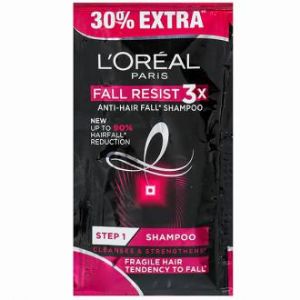 30% EXTRA^
L'ORÉAL
PARIS
FALL RESIST 3X
ANTI-HAIR FALL* SHAMPOO
NEW
UP TO 90%
HAIRFALL*
REDUCTION
STEP 1 SHAMPOO
CLEANSES & STRENGTHENS
FRAGILE HAIR
TENDENCY TO FALL*